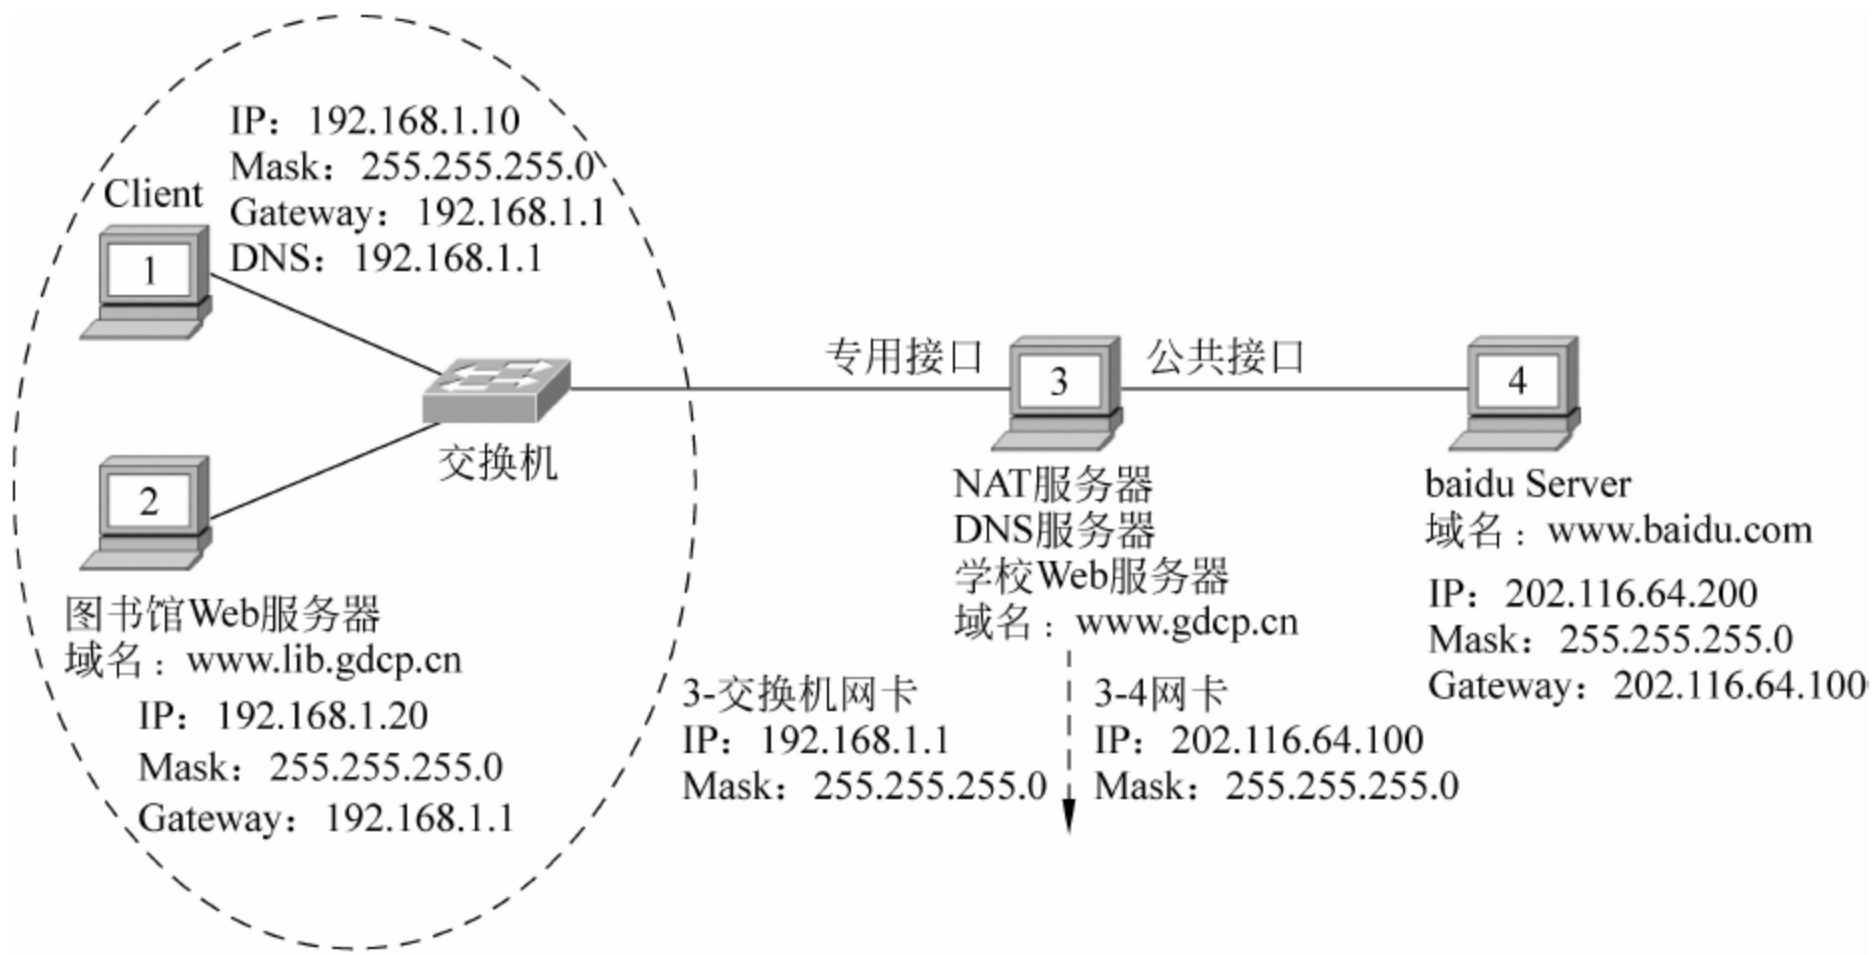 IP：192.168.1.10
Mask：255.255.255.0
Gateway：192.168.1.1
DNS：192.168.1.1
Client
1
交换机
2
图书馆Web服务器
域名：www.lib.gdcp.cn
IP：192.168.1.20
Mask：255.255.255.0
Gateway：192.168.1.1
专用接口
3
公共接口
NAT服务器
DNS服务器
学校Web服务器
域名：www.gdcp.cn
3-交换机网卡
IP：192.168.1.1
Mask：255.255.255.0
3-4网卡
IP：202.116.64.100
Mask：255.255.255.0
4
baidu Server
域名：www.baidu.com
IP：202.116.64.200
Mask：255.255.255.0
Gateway：202.116.64.100